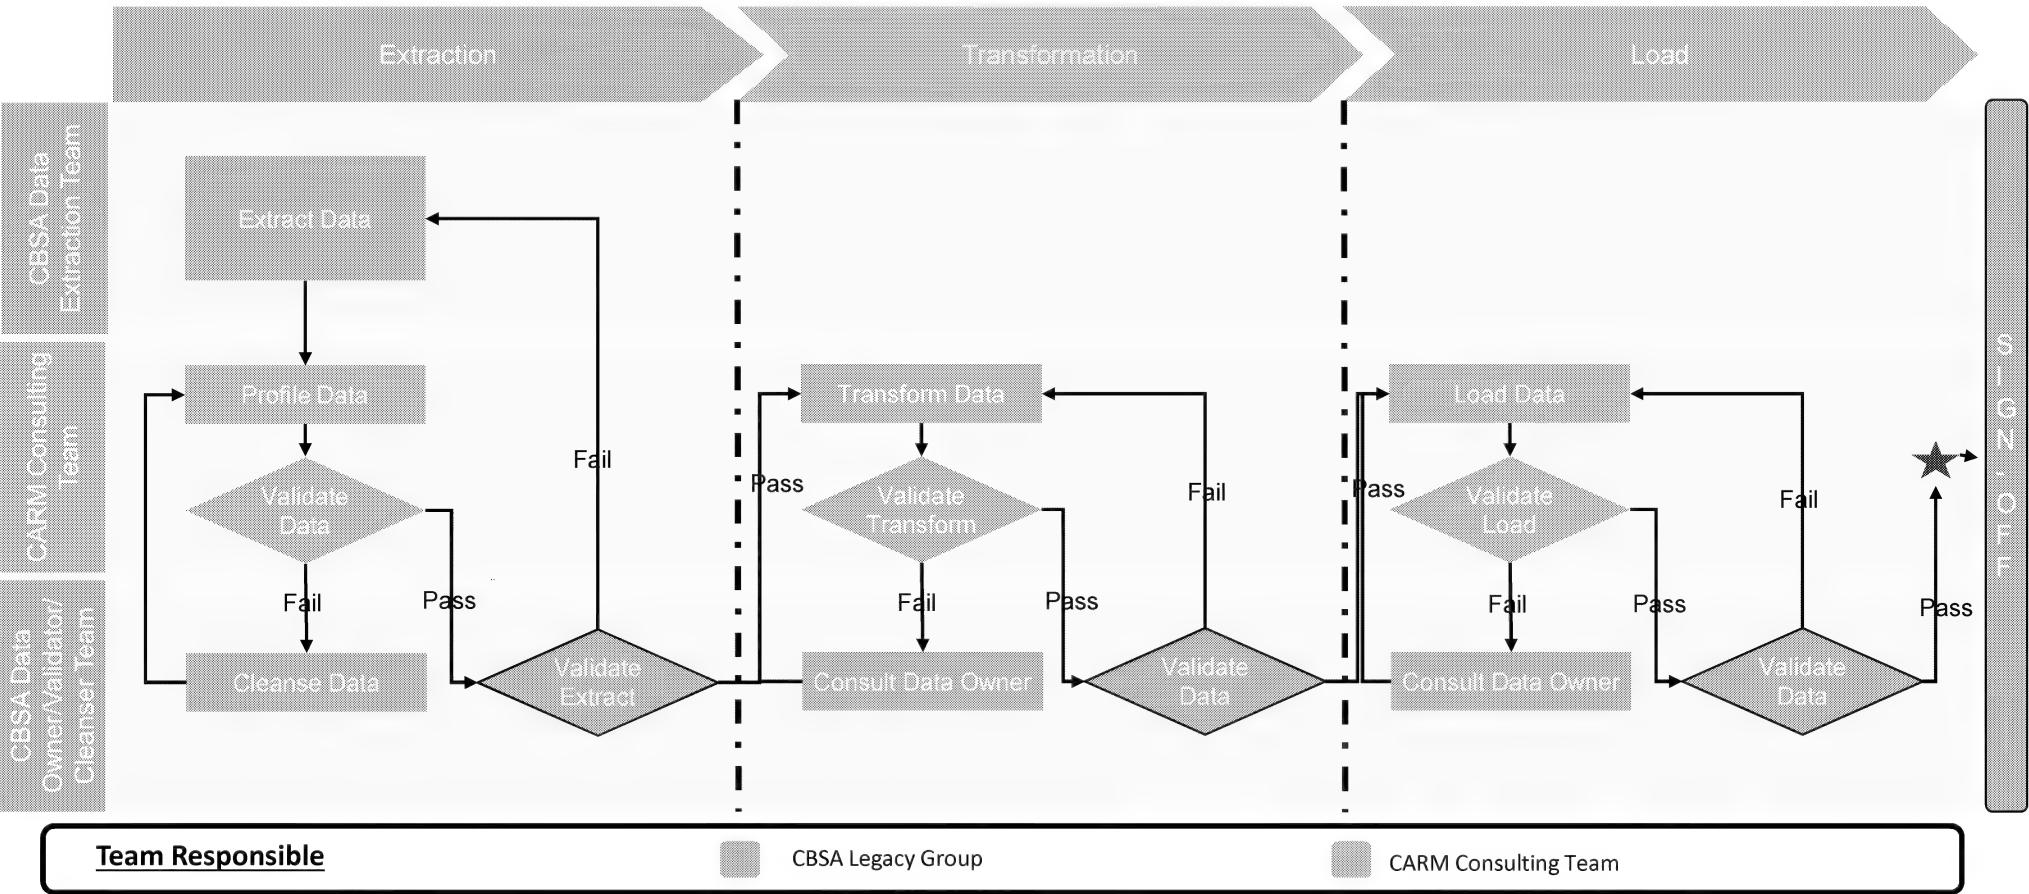 Extraction
Transformation
Load
CBSA Data
Extraction Team
Extract Data
CARM Consulting
Team
Profile Data
Validate
Data
Fail
Pass
Fail
Pass
Transform Data
Validate
Transform
Fail
Pass
Fail
Pass
Load Data
Validate
Load
Fail
Pass
Fail
Pass
CBSA Data
Owner/Validator/
Cleanser Team
Cleanse Data
Validate
Extract
Consult Data Owner
Validate
Data
Consult Data Owner
Validate
Data
SIGN-OFF
Team Responsible
CBSA Legacy Group
CARM Consulting Team